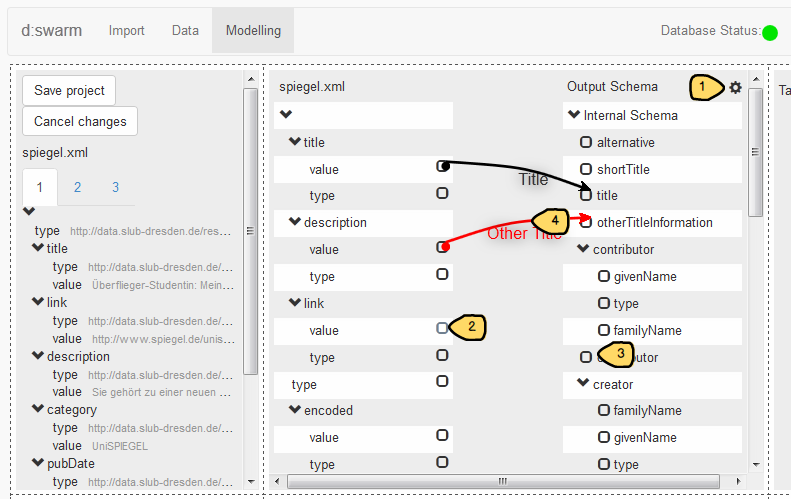 d:swarm Import Data Modelling Database Status:
Save project
Cancel changes
spiegel.xml
1 2 3
type http://data.slub-dresden.de/res...
title
type http://data.slub-dresden.de/...
value Überflieger-Studentin: Mein...
link
type http://data.slub-dresden.de/...
value http://www.spiegel.de/unis...
description
type http://data.slub-dresden.de/...
value Sie gehört zu einer neuen ...
category
type http://data.slub-dresden.de/...
value UniSPIEGEL
pubDate
type http://data.slub-dresden.de/...
spiegel.xml
title
value
type
description
value
type
link
value
type
type
encoded
value
type
Title
Other Title
Output Schema
Internal Schema
alternative
shortTitle
title
otherTitleInformation
contributor
givenName
type
familyName
creator
familyName
givenName
type
1
2
3
4
Ta